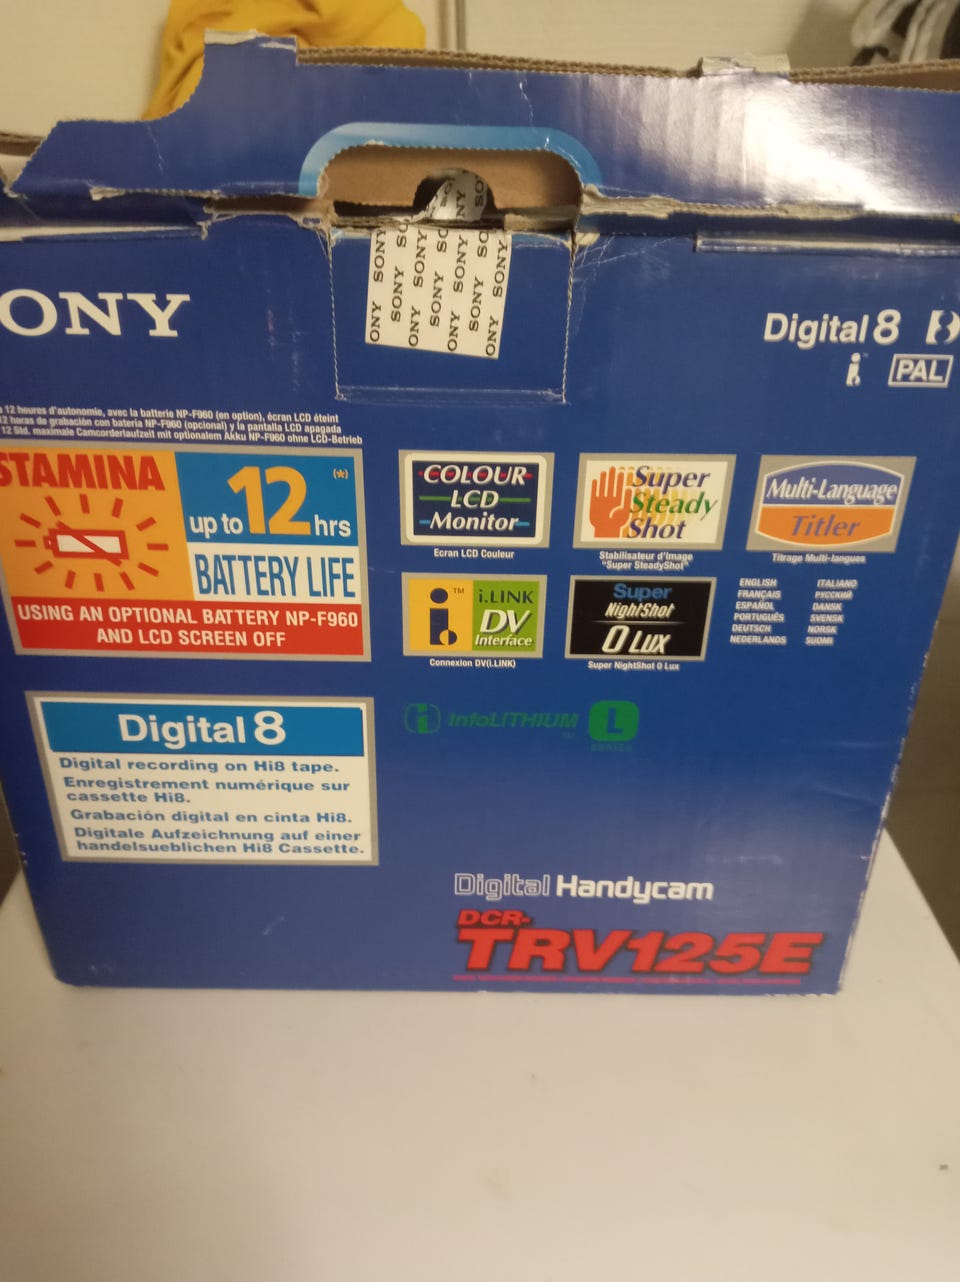 SONY SONY SONY SONY
ONY
Digital 8
i
PAL
12 heures d'autonomie, avec la batterie NP-F960 (en option), écran LCD éteint
12 horas de grabación con bateria NP-F960 (opcional) y la pantalla LCD apagada
12 Std. maximale Camcorderlaufzeit mit optionalem Akku NP-F960 ohne LCD-Betrieb
STAMINA
up to 12 hrs (*)
BATTERY LIFE
USING AN OPTIONAL BATTERY NP-F960
AND LCD SCREEN OFF
COLOUR
LCD
Monitor
Ecran LCD Couleur
Super
Steady
Shot
Stabilisateur d'Image
"Super SteadyShot"
Multi-Language
Titler
Titrage Multi-langues
i.LINK
DV
Interface
TM
Connexion DV(i.LINK)
Super
NightShot
0 LUX
Super NightShot 0 Lux
ENGLISH
FRANÇAIS
ESPAÑOL
PORTUGUÊS
DEUTSCH
NEDERLANDS
ITALIANO
РУССКИЙ
DANSK
SVENSK
NORSK
SUOMI
Digital 8
Digital recording on Hi8 tape.
Enregistrement numérique sur
cassette Hi8.
Grabación digital en cinta Hi8.
Digitale Aufzeichnung auf einer
handelsueblichen Hi8 Cassette.
InfoLITHIUM L
TM SERIES
Digital Handycam
DCR-
TRV125E